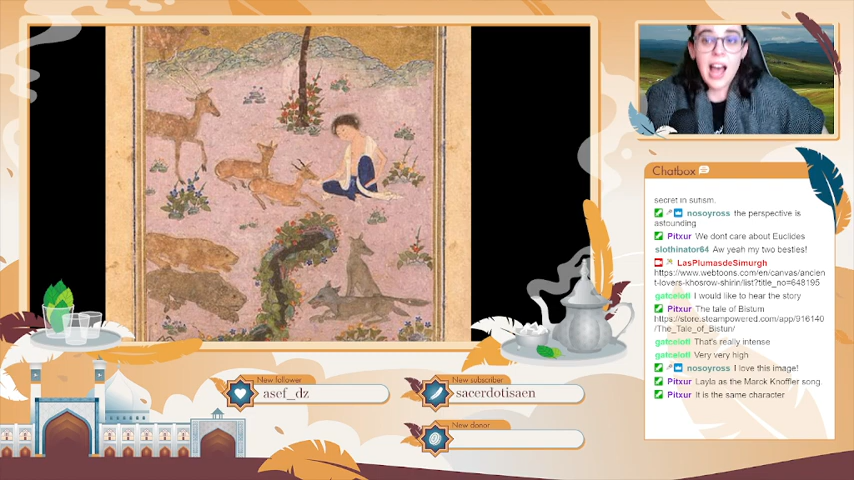 Chatbox
secret in sufism.
nosoyross the perspective is
astounding
Pitxur We dont care about Euclides
slothinator64 Aw yeah my two besties!
LasPlumasdeSimurgh
https://www.webtoons.com/en/canvas/ancien
t-lovers-khosrow-shirin/list?title_no=648195
gatcelotl I would like to hear the story
Pitxur The tale of Bistum
https://store.steampowered.com/app/916140
/The_Tale_of_Bistun/
gatcelotl That's really intense
gatcelotl Very very high
nosoyross I love this image!
Pitxur Layla as the Marck Knoffler song.
Pitxur It is the same character
New follower
asef_dz
New subscriber
sacerdotisaen
New donor